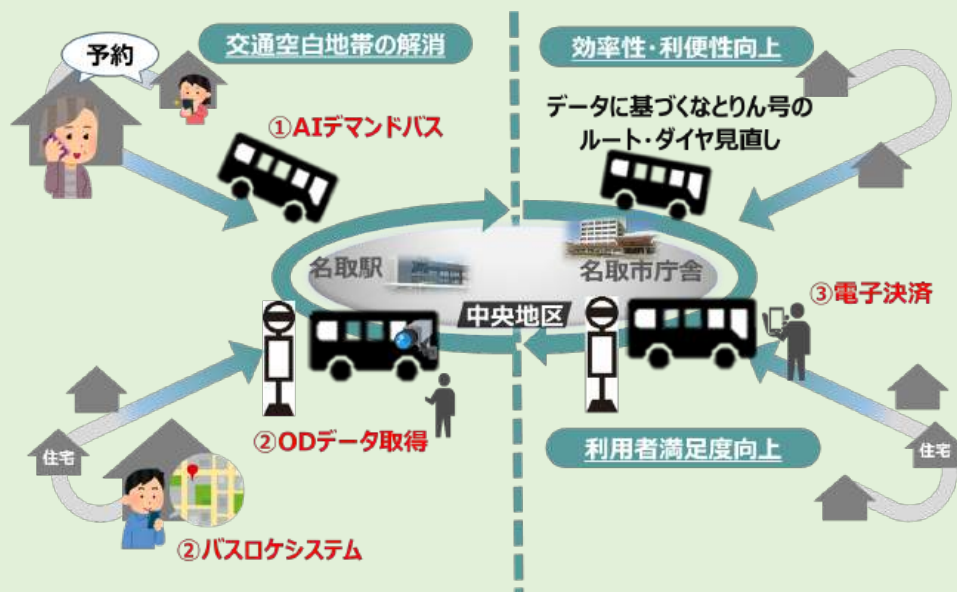 交通空白地帯の解消
効率性・利便性向上
予約
①AIデマンドバス
データに基づくなとりん号の
ルート・ダイヤ見直し
名取駅
名取市庁舎
中央地区
③電子決済
②ODデータ取得
利用者満足度向上
住宅
住宅
②バスロケシステム